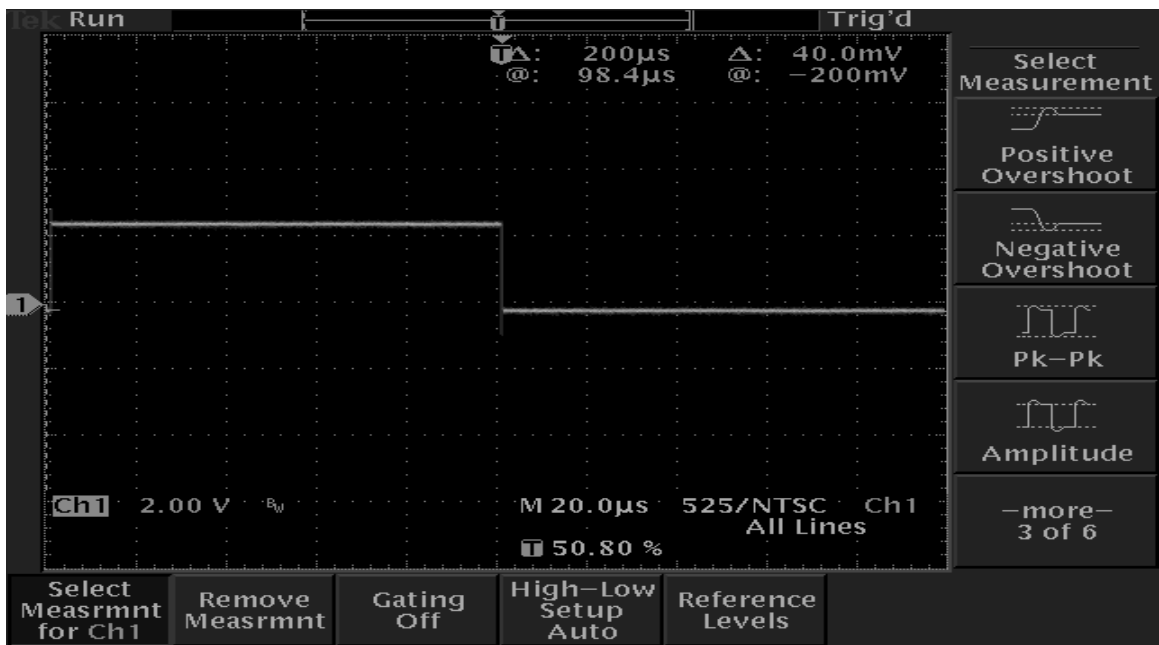 Tek Run Trig'd
T
T Δ: 200μs Δ: 40.0mV
@: 98.4μs @: −200mV
1
Ch1 2.00 V BW M 20.0μs 525/NTSC Ch1
All Lines
T 50.80 %
Select
Measurement
Positive
Overshoot
Negative
Overshoot
Pk−Pk
Amplitude
−more−
3 of 6
Select
Measrmnt
for Ch1
Remove
Measrmnt
Gating
Off
High−Low
Setup
Auto
Reference
Levels